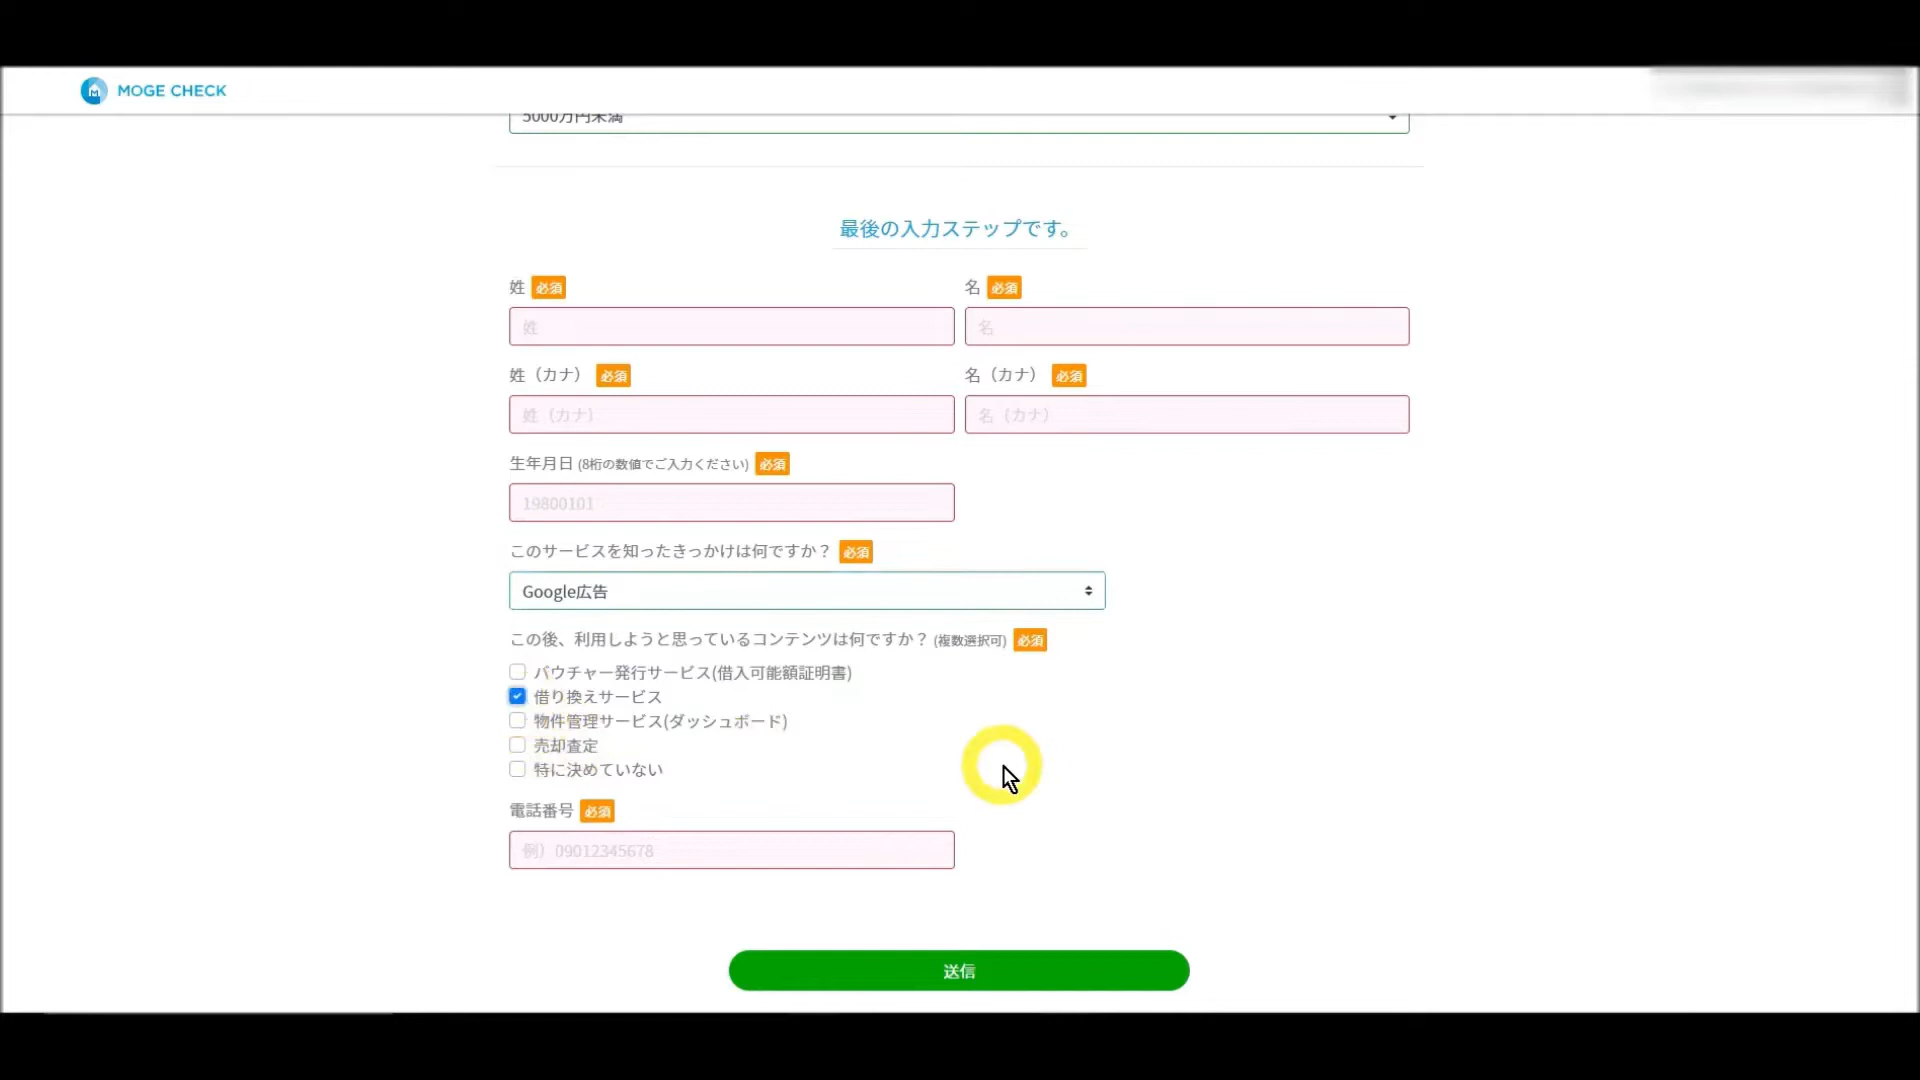 MOGE CHECK
5000万円未満
最後の入力ステップです。
姓 必須
名 必須
姓
名
姓（カナ） 必須
名（カナ） 必須
姓（カナ）
名（カナ）
生年月日 (8桁の数値でご入力ください) 必須
19800101
このサービスを知ったきっかけは何ですか？ 必須
Google広告
この後、利用しようと思っているコンテンツは何ですか？ (複数選択可) 必須
バウチャー発行サービス(借入可能額証明書)
借り換えサービス
物件管理サービス(ダッシュボード)
売却査定
特に決めていない
電話番号 必須
例）09012345678
送信